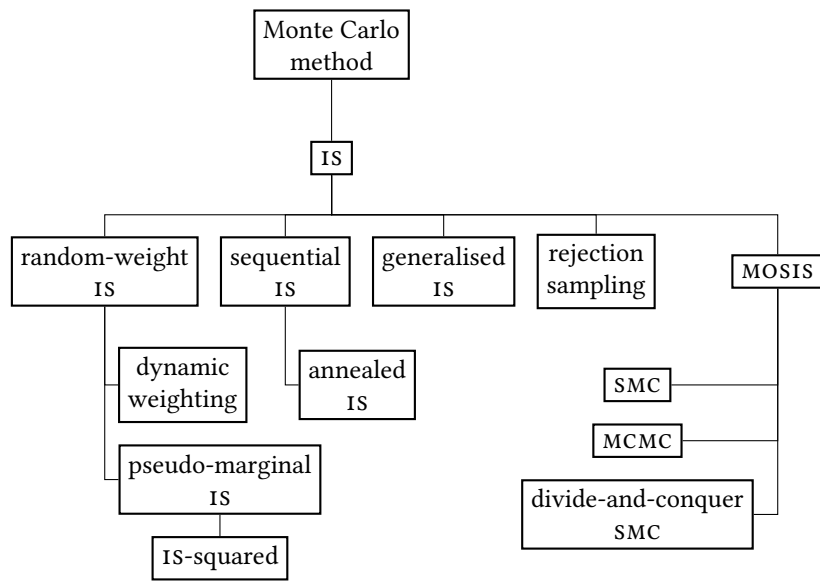 Monte Carlo
method
IS
random-weight
IS
sequential
IS
generalised
IS
rejection
sampling
MOSIS
dynamic
weighting
annealed
IS
SMC
MCMC
pseudo-marginal
IS
divide-and-conquer
SMC
IS-squared